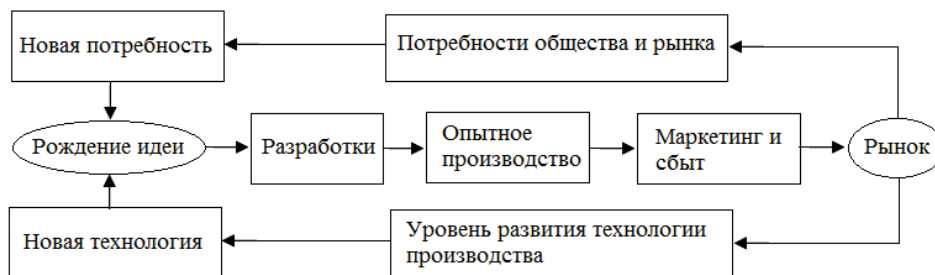 Новая потребность
Потребности общества и рынка
Рождение идеи
Разработки
Опытное
производство
Маркетинг и
сбыт
Рынок
Новая технология
Уровень развития технологии
производства